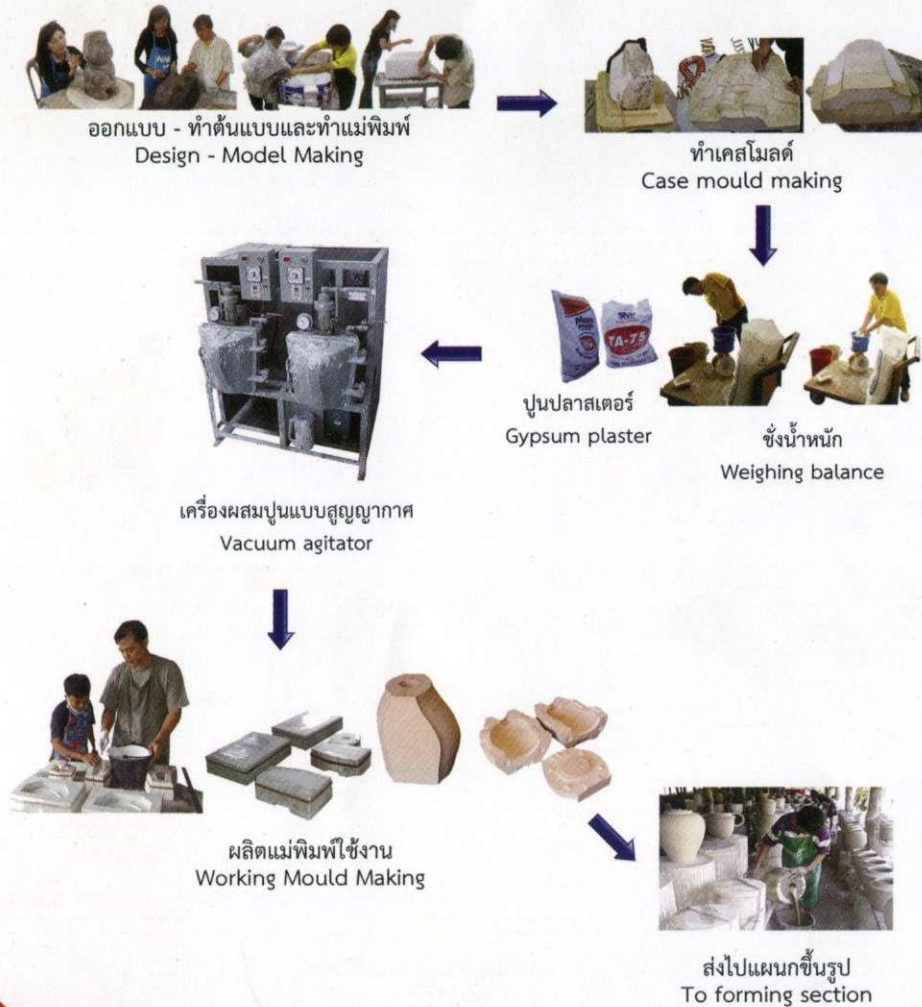 ออกแบบ - ทำต้นแบบและทำแม่พิมพ์
Design - Model Making
ทำเคสโมลด์
Case mould making
TA-75
ปูนปลาสเตอร์
Gypsum plaster
ชั่งน้ำหนัก
Weighing balance
เครื่องผสมปูนแบบสูญญากาศ
Vacuum agitator
ผลิตแม่พิมพ์ใช้งาน
Working Mould Making
ส่งไปแผนกขึ้นรูป
To forming section